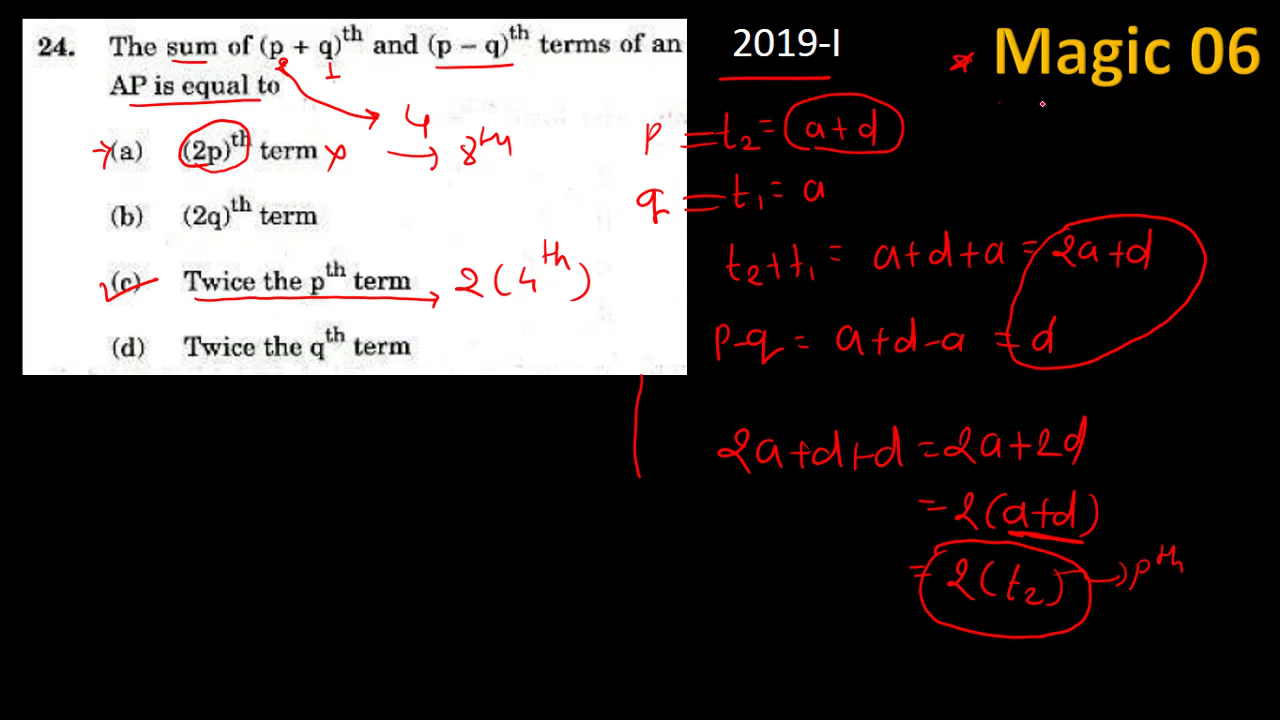 24. The sum of (p + q)th and (p – q)th terms of an
AP is equal to
(a) (2p)th term
(b) (2q)th term
(c) Twice the pth term
(d) Twice the qth term
1
4
→ 8th
→ 2(4th)
2019-I
Magic 06
p = t₂ = a+d
q = t₁ = a
t₂+t₁ = a+d+a = 2a+d
p-q = a+d-a = d
2a+d+d = 2a+2d
= 2(a+d)
= 2(t₂) → pth